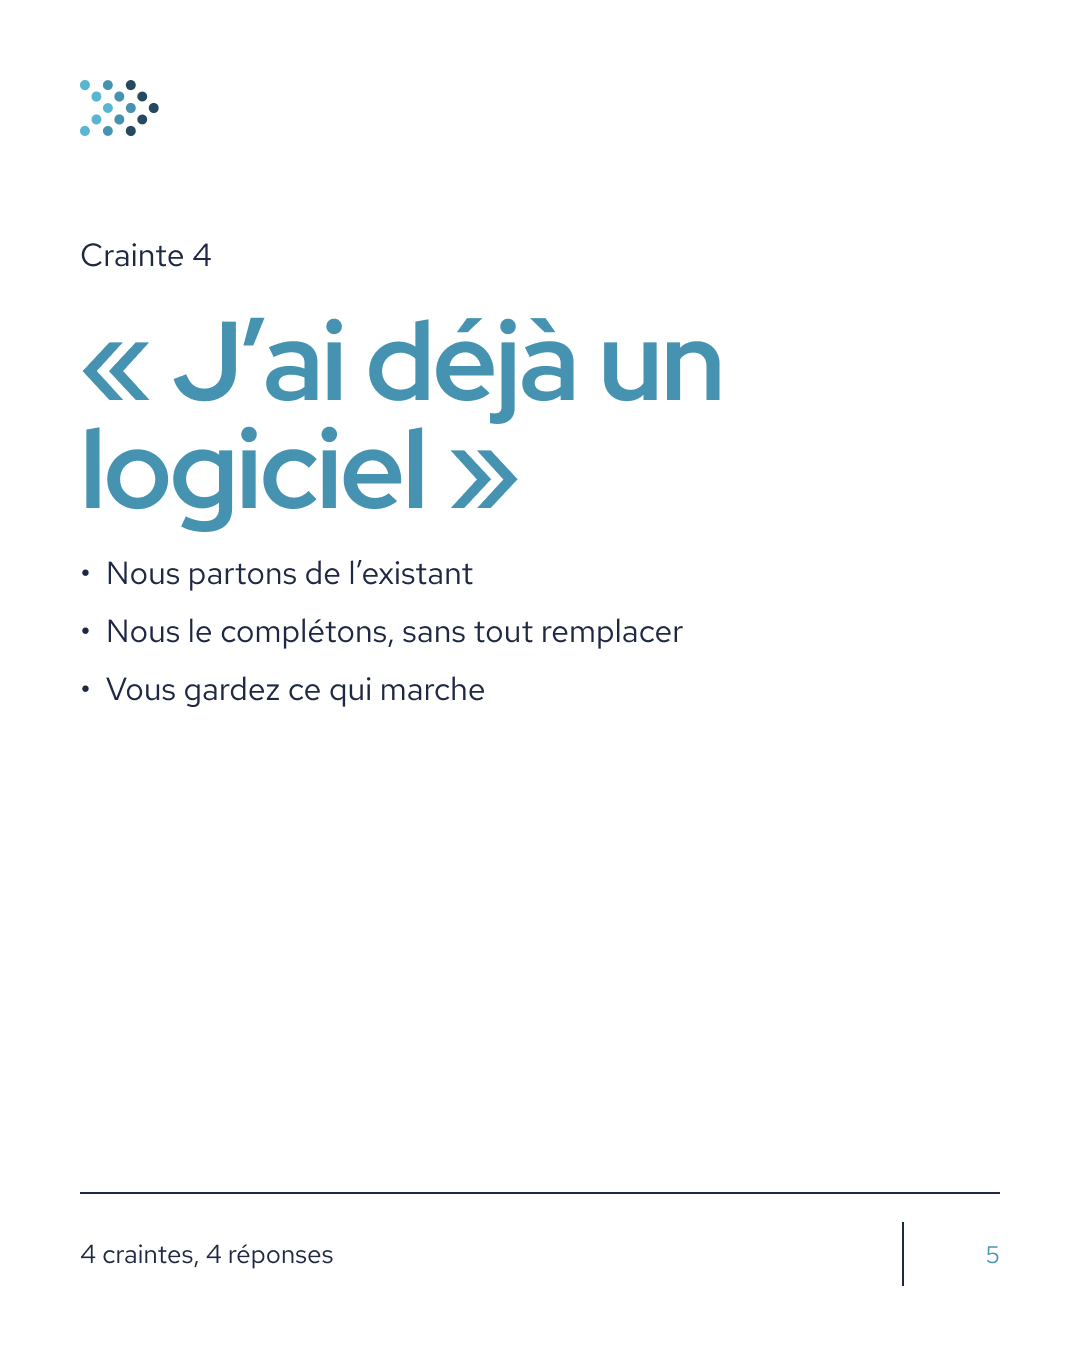 Crainte 4
« J’ai déjà un
logiciel »
• Nous partons de l’existant
• Nous le complétons, sans tout remplacer
• Vous gardez ce qui marche
4 craintes, 4 réponses
5